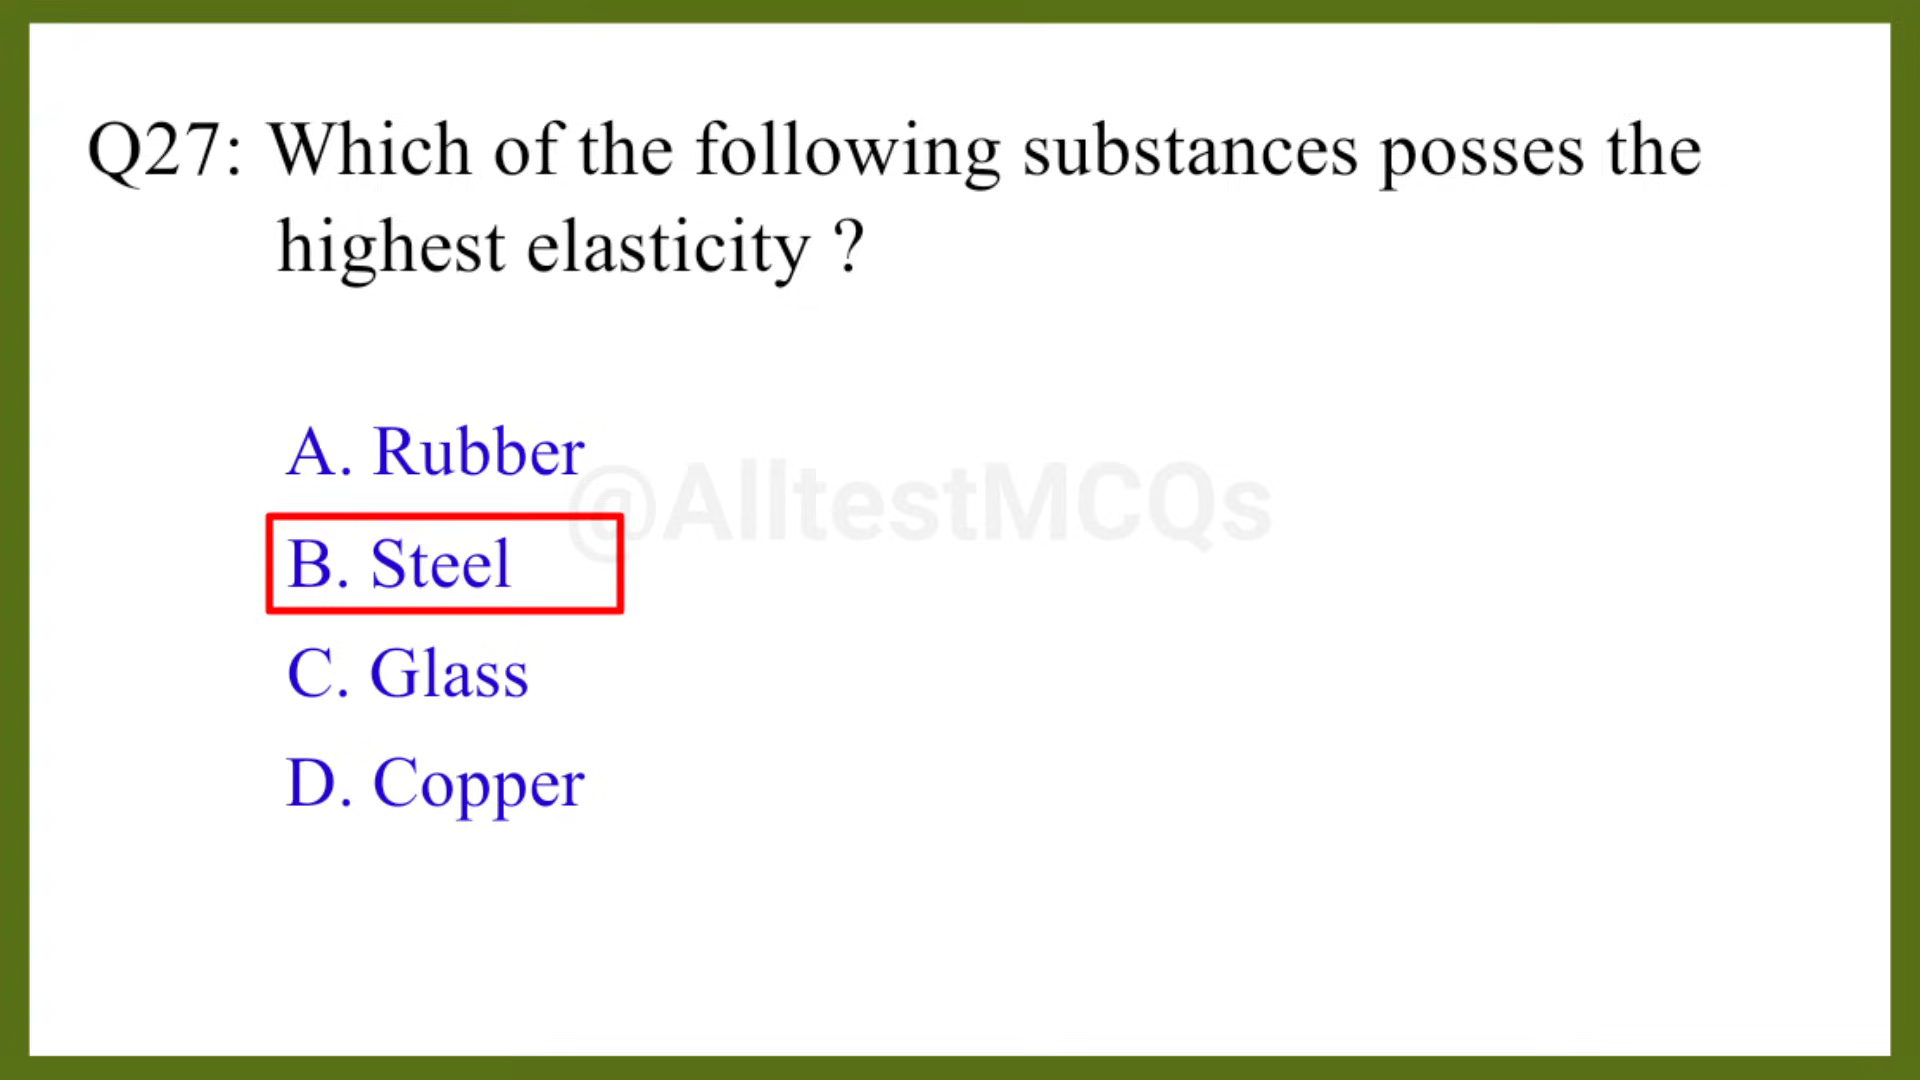 Q27: Which of the following substances posses the
highest elasticity ?
A. Rubber
@AlltestMCQs
B. Steel
C. Glass
D. Copper